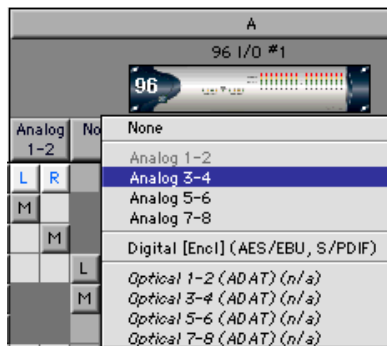 A
96 I/O #1
96
Analog
1-2
No
L R
M
M
L
M
None
Analog 1-2
Analog 3-4
Analog 5-6
Analog 7-8
Digital [Encl] (AES/EBU, S/PDIF)
Optical 1-2 (ADAT) (n/a)
Optical 3-4 (ADAT) (n/a)
Optical 5-6 (ADAT) (n/a)
Optical 7-8 (ADAT) (n/a)